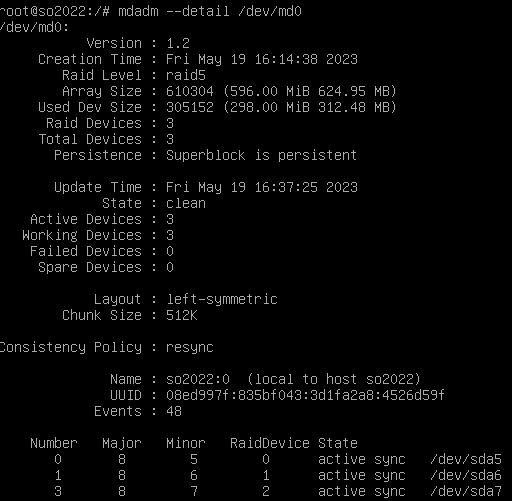 root@so2022:/# mdadm --detail /dev/md0
/dev/md0:
Version : 1.2
Creation Time : Fri May 19 16:14:38 2023
Raid Level : raid5
Array Size : 610304 (596.00 MiB 624.95 MB)
Used Dev Size : 305152 (298.00 MiB 312.48 MB)
Raid Devices : 3
Total Devices : 3
Persistence : Superblock is persistent
Update Time : Fri May 19 16:37:25 2023
State : clean
Active Devices : 3
Working Devices : 3
Failed Devices : 0
Spare Devices : 0
Layout : left-symmetric
Chunk Size : 512K
Consistency Policy : resync
Name : so2022:0  (local to host so2022)
UUID : 08ed997f:835bf043:3d1fa2a8:4526d59f
Events : 48
Number   Major   Minor   RaidDevice State
0       8        5        0      active sync   /dev/sda5
1       8        6        1      active sync   /dev/sda6
3       8        7        2      active sync   /dev/sda7